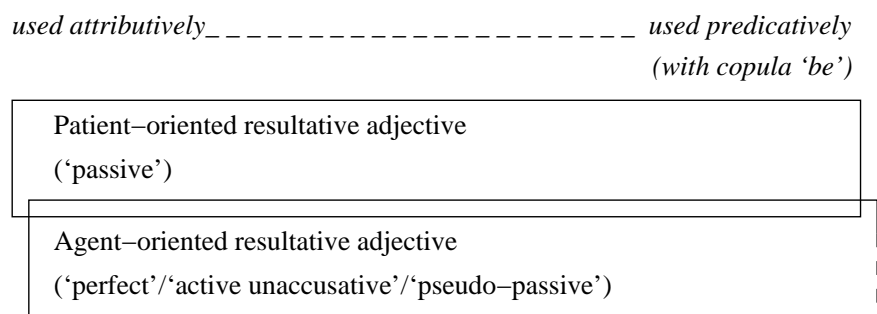 used attributively_ _ _ _ _ _ _ _ _ _ _ _ _ _ _ _ _ _ _ _ _ used predicatively
(with copula ‘be’)
Patient−oriented resultative adjective
(‘passive’)
Agent−oriented resultative adjective
(‘perfect’/‘active unaccusative’/‘pseudo−passive’)